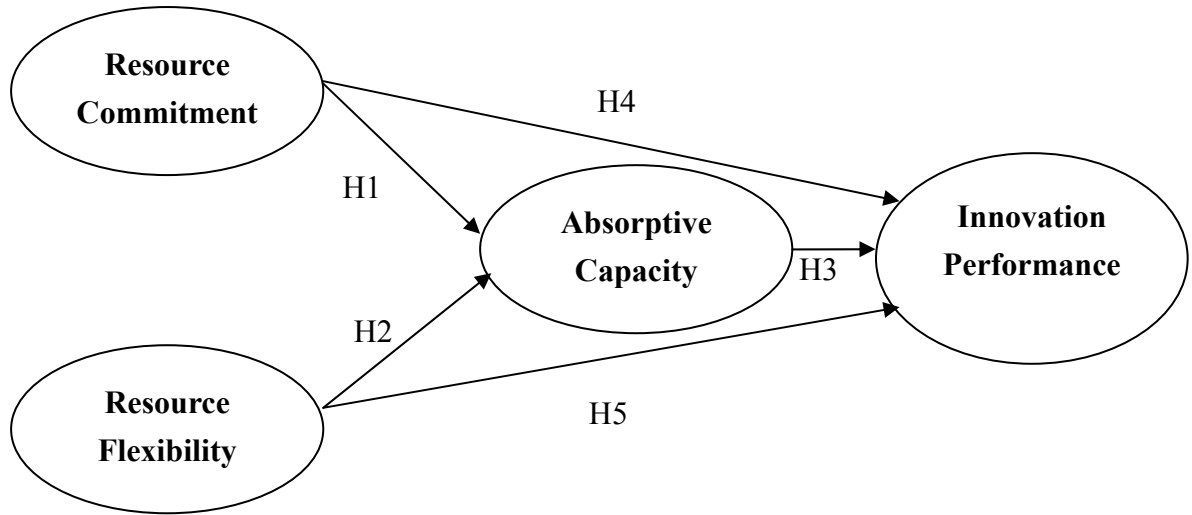 Resource
Commitment
H4
H1
Absorptive
Capacity
Innovation
Performance
H3
H2
Resource
Flexibility
H5